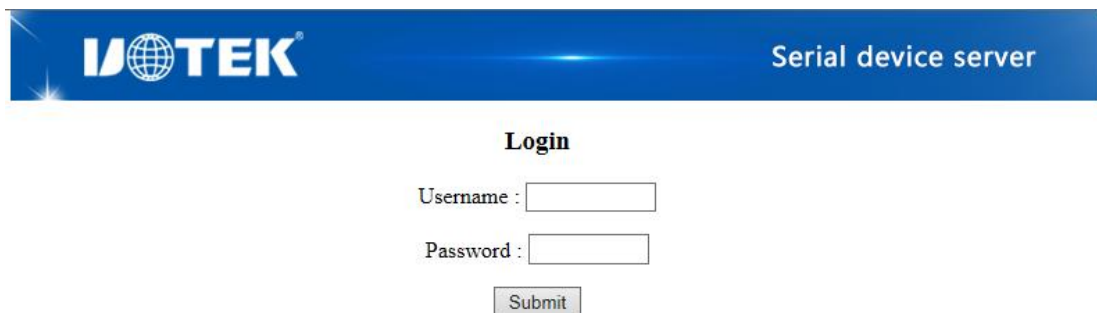 UOTEK®
Serial device server
Login
Username :
Password :
Submit